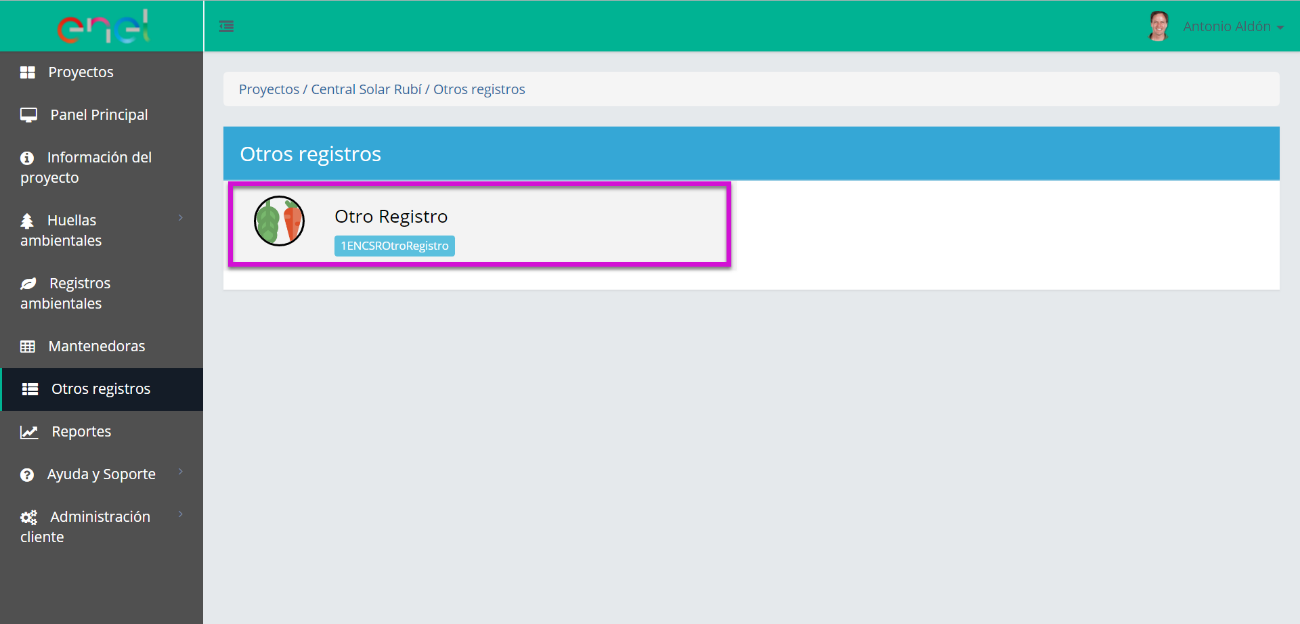 enel
Antonio Aldón
Proyectos
Panel Principal
Información del
proyecto
Huellas
ambientales
Registros
ambientales
Mantenedoras
Otros registros
Reportes
Ayuda y Soporte
Administración
cliente
Proyectos / Central Solar Rubí / Otros registros
Otros registros
Otro Registro
1ENCSROtroRegistro